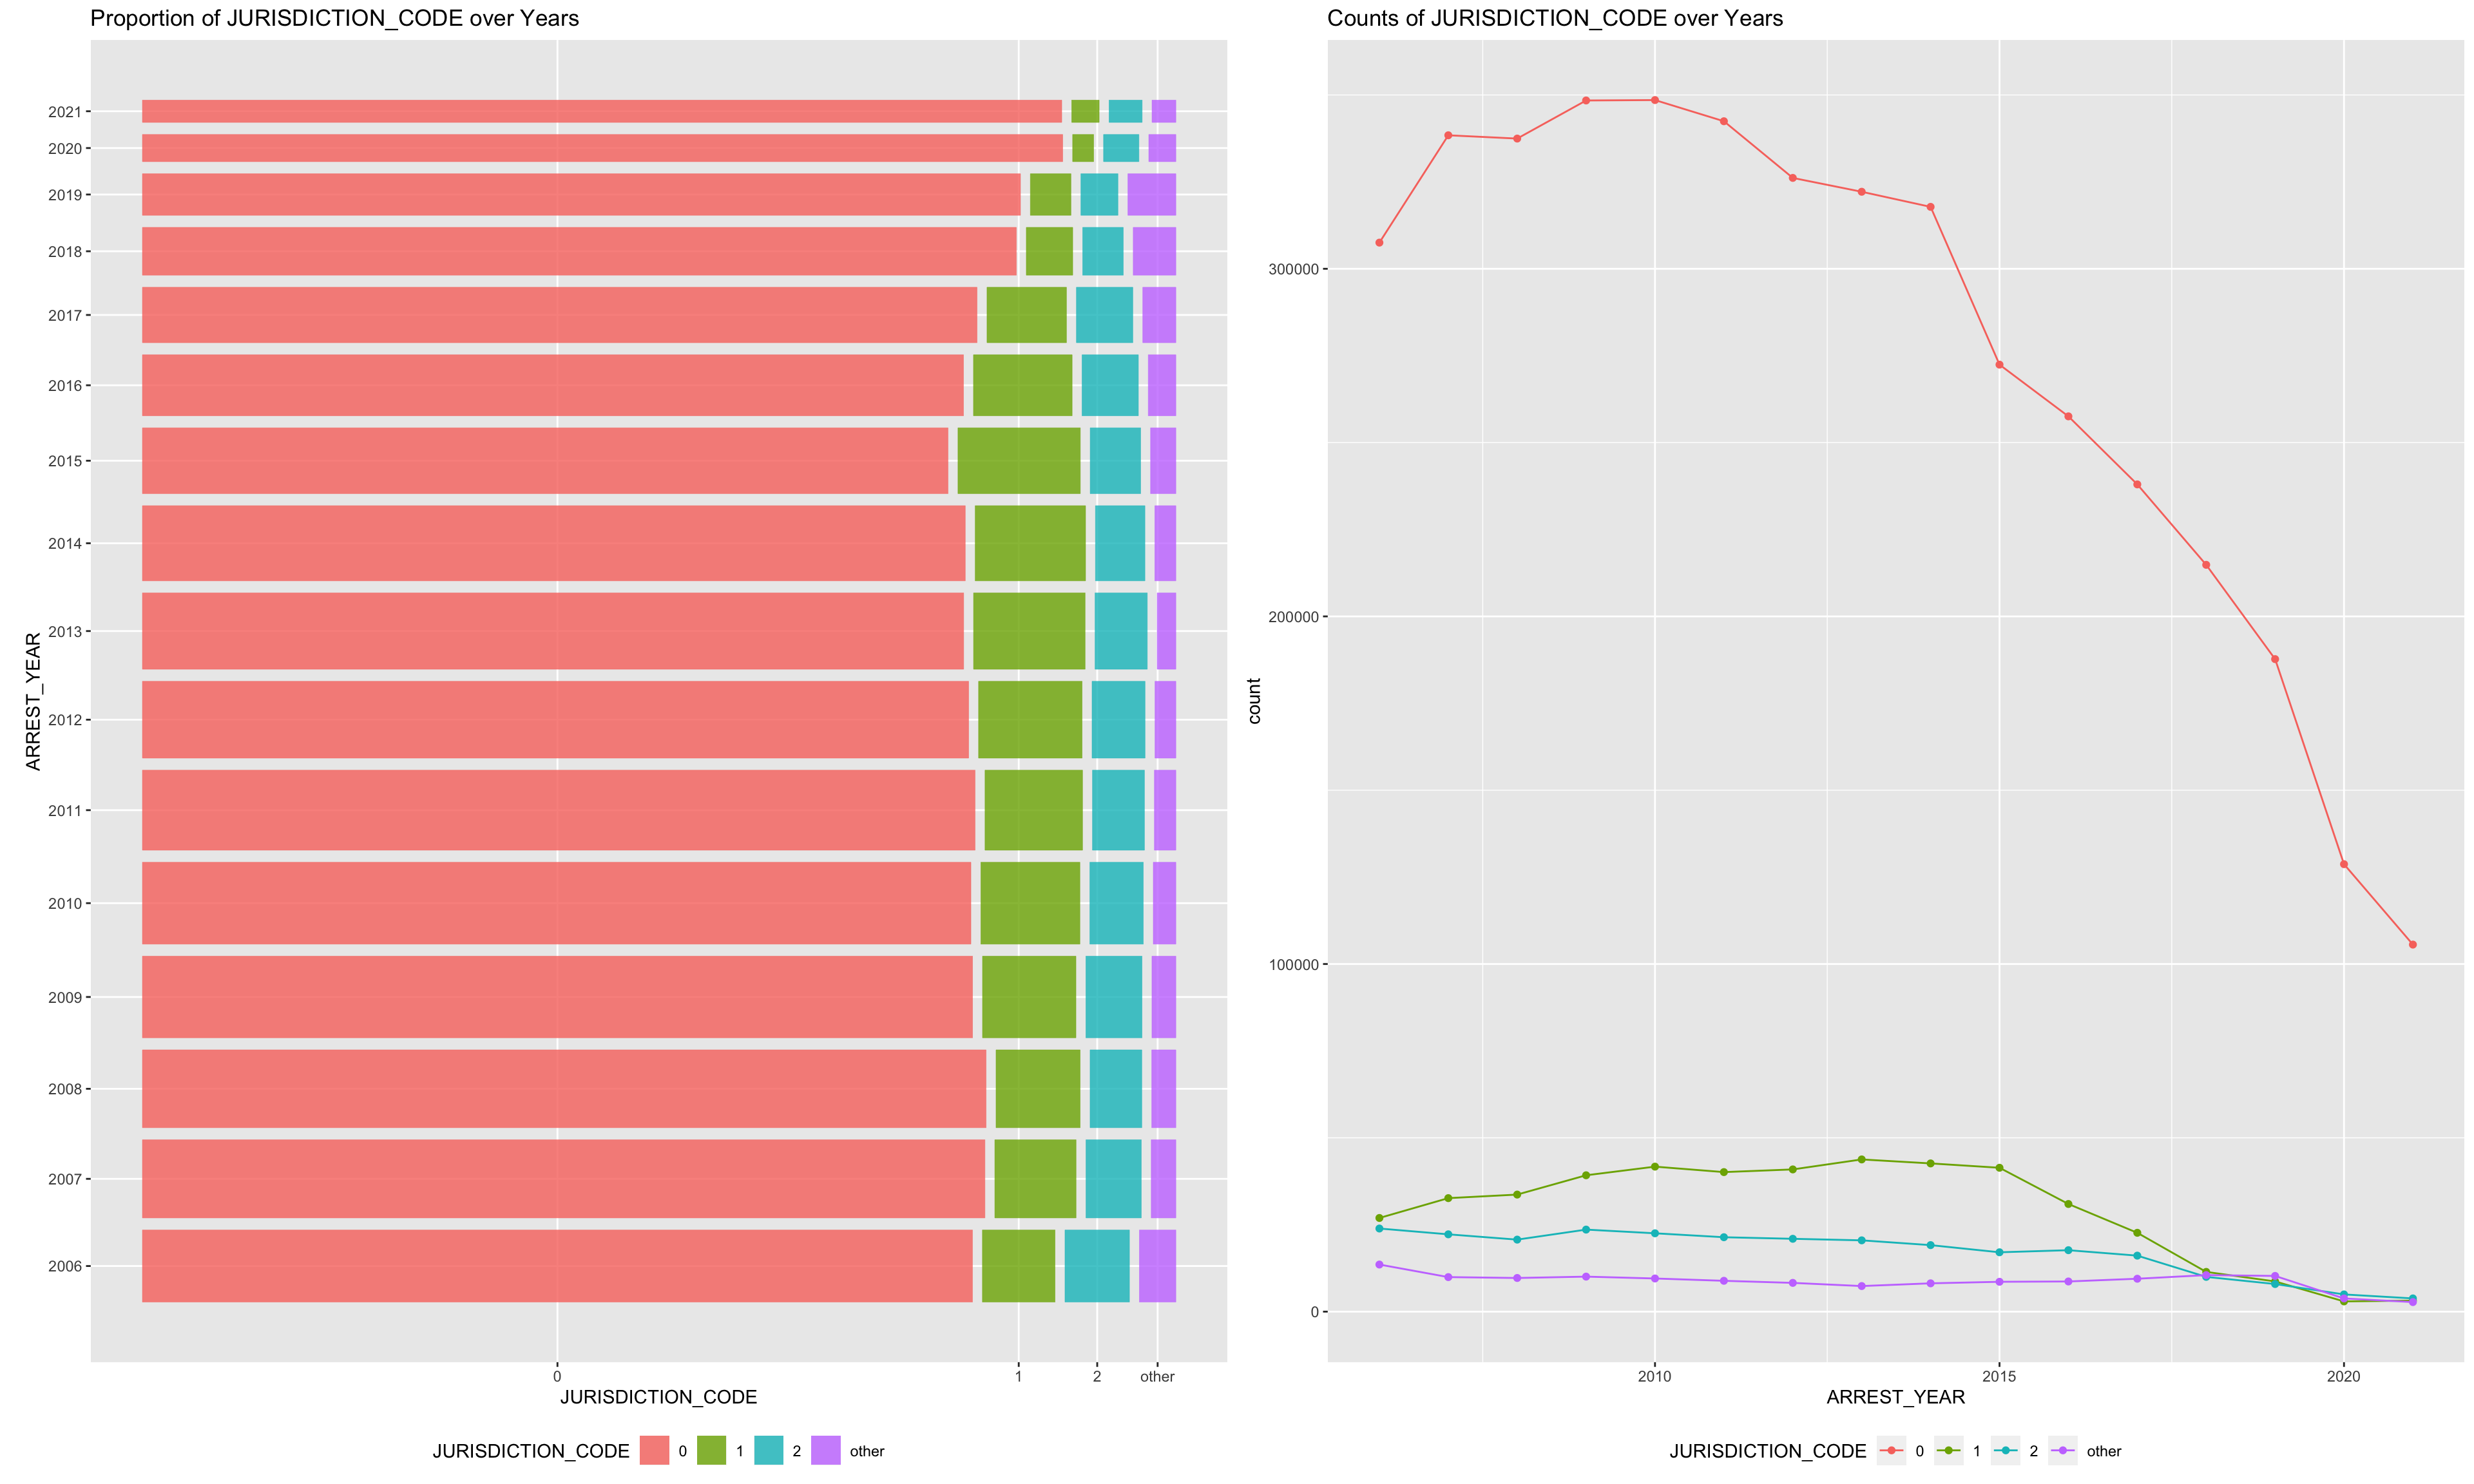 Proportion of JURISDICTION_CODE over Years
2021
2020
2019
2018
2017
2016
2015
2014
2013
2012
2011
2010
2009
2008
2007
2006
ARREST_YEAR
0 1 2 other
JURISDICTION_CODE
JURISDICTION_CODE 0 1 2 other
Counts of JURISDICTION_CODE over Years
300000
200000
100000
0
count
2010 2015 2020
ARREST_YEAR
JURISDICTION_CODE 0 1 2 other